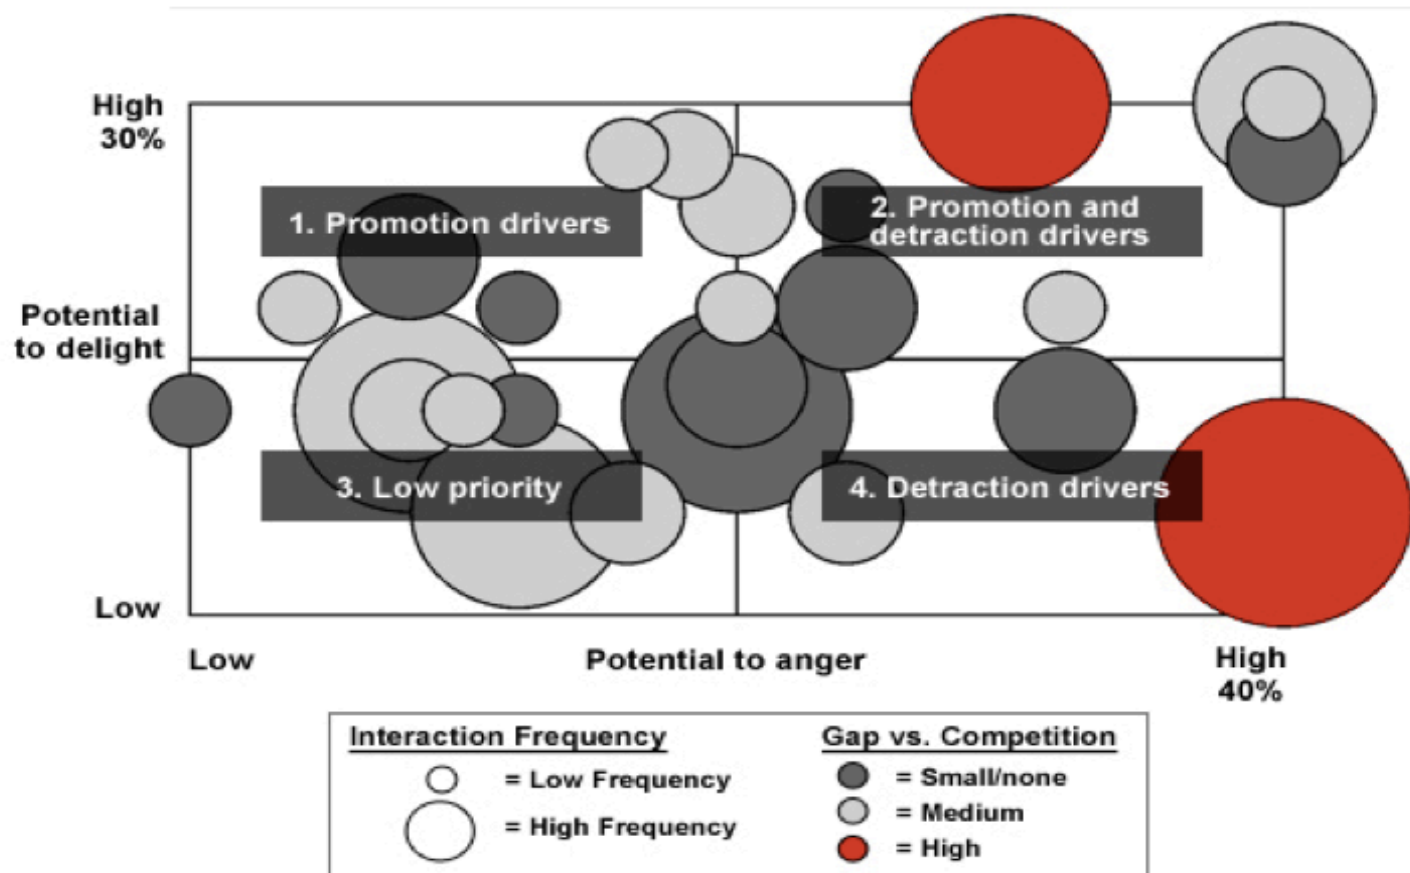 High
30%
1. Promotion drivers
2. Promotion and
detraction drivers
Potential
to delight
3. Low priority
4. Detraction drivers
Low
Low
Potential to anger
High
40%
Interaction Frequency
= Low Frequency
= High Frequency
Gap vs. Competition
= Small/none
= Medium
= High